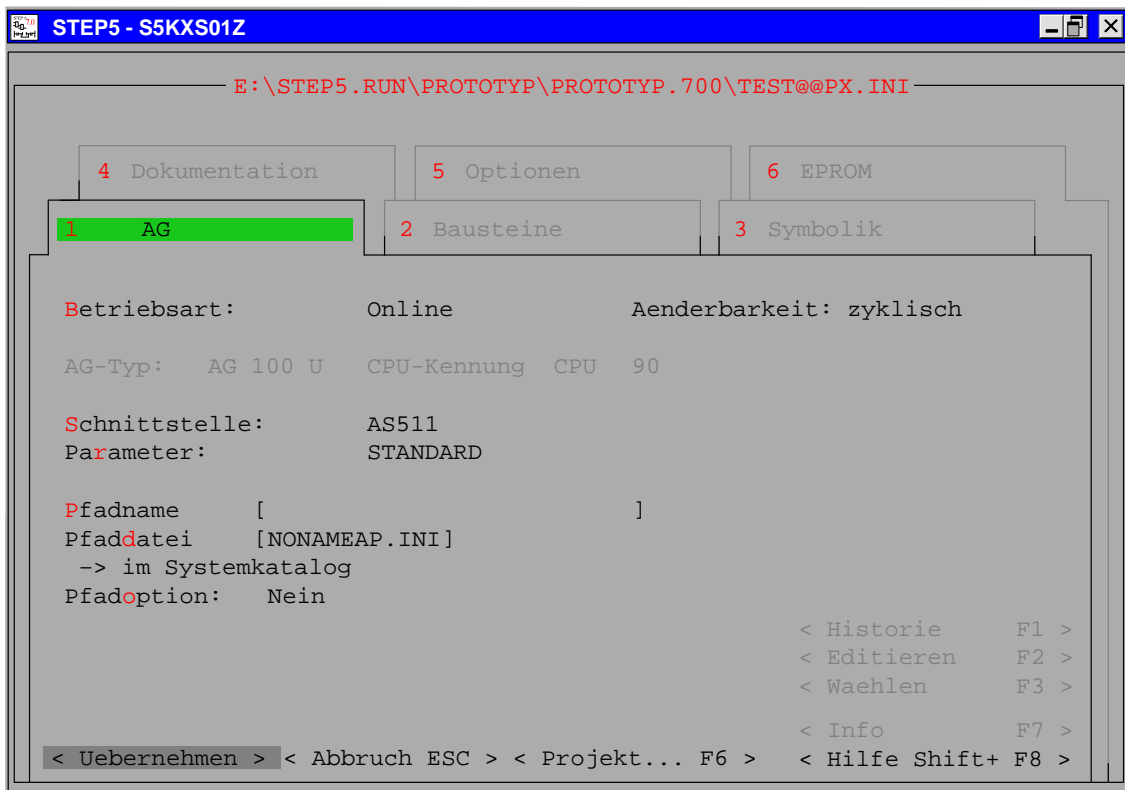 STEP5 - S5KXS01Z
E:\STEP5.RUN\PROTOTYP\PROTOTYP.700\TEST@@PX.INI
4 Dokumentation 5 Optionen 6 EPROM
1 AG 2 Bausteine 3 Symbolik
Betriebsart: Online Aenderbarkeit: zyklisch
AG-Typ: AG 100 U CPU-Kennung CPU 90
Schnittstelle: AS511
Parameter: STANDARD
Pfadname [ ]
Pfaddatei [NONAMEAP.INI]
-> im Systemkatalog
Pfadoption: Nein
< Historie F1 >
< Editieren F2 >
< Waehlen F3 >
< Info F7 >
< Uebernehmen > < Abbruch ESC > < Projekt... F6 > < Hilfe Shift+ F8 >